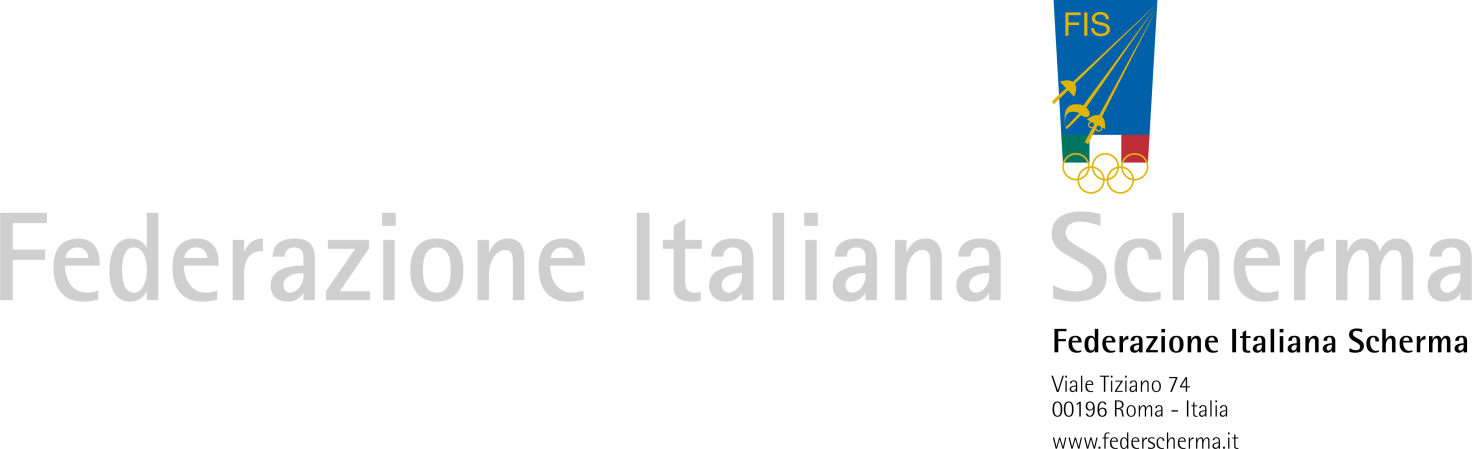 FIS
Federazione Italiana Scherma
Federazione Italiana Scherma
Viale Tiziano 74
00196 Roma - Italia
www.federscherma.it